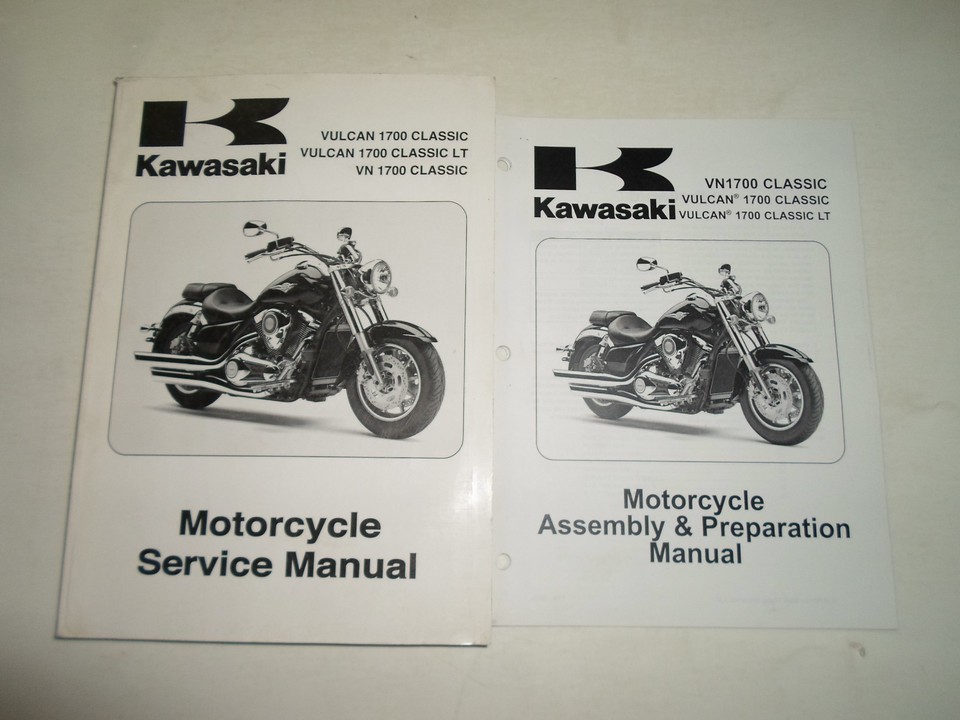 Kawasaki
VULCAN 1700 CLASSIC
VULCAN 1700 CLASSIC LT
VN 1700 CLASSIC
Motorcycle
Service Manual
Kawasaki
VN1700 CLASSIC
VULCAN® 1700 CLASSIC
VULCAN® 1700 CLASSIC LT
Motorcycle
Assembly & Preparation
Manual